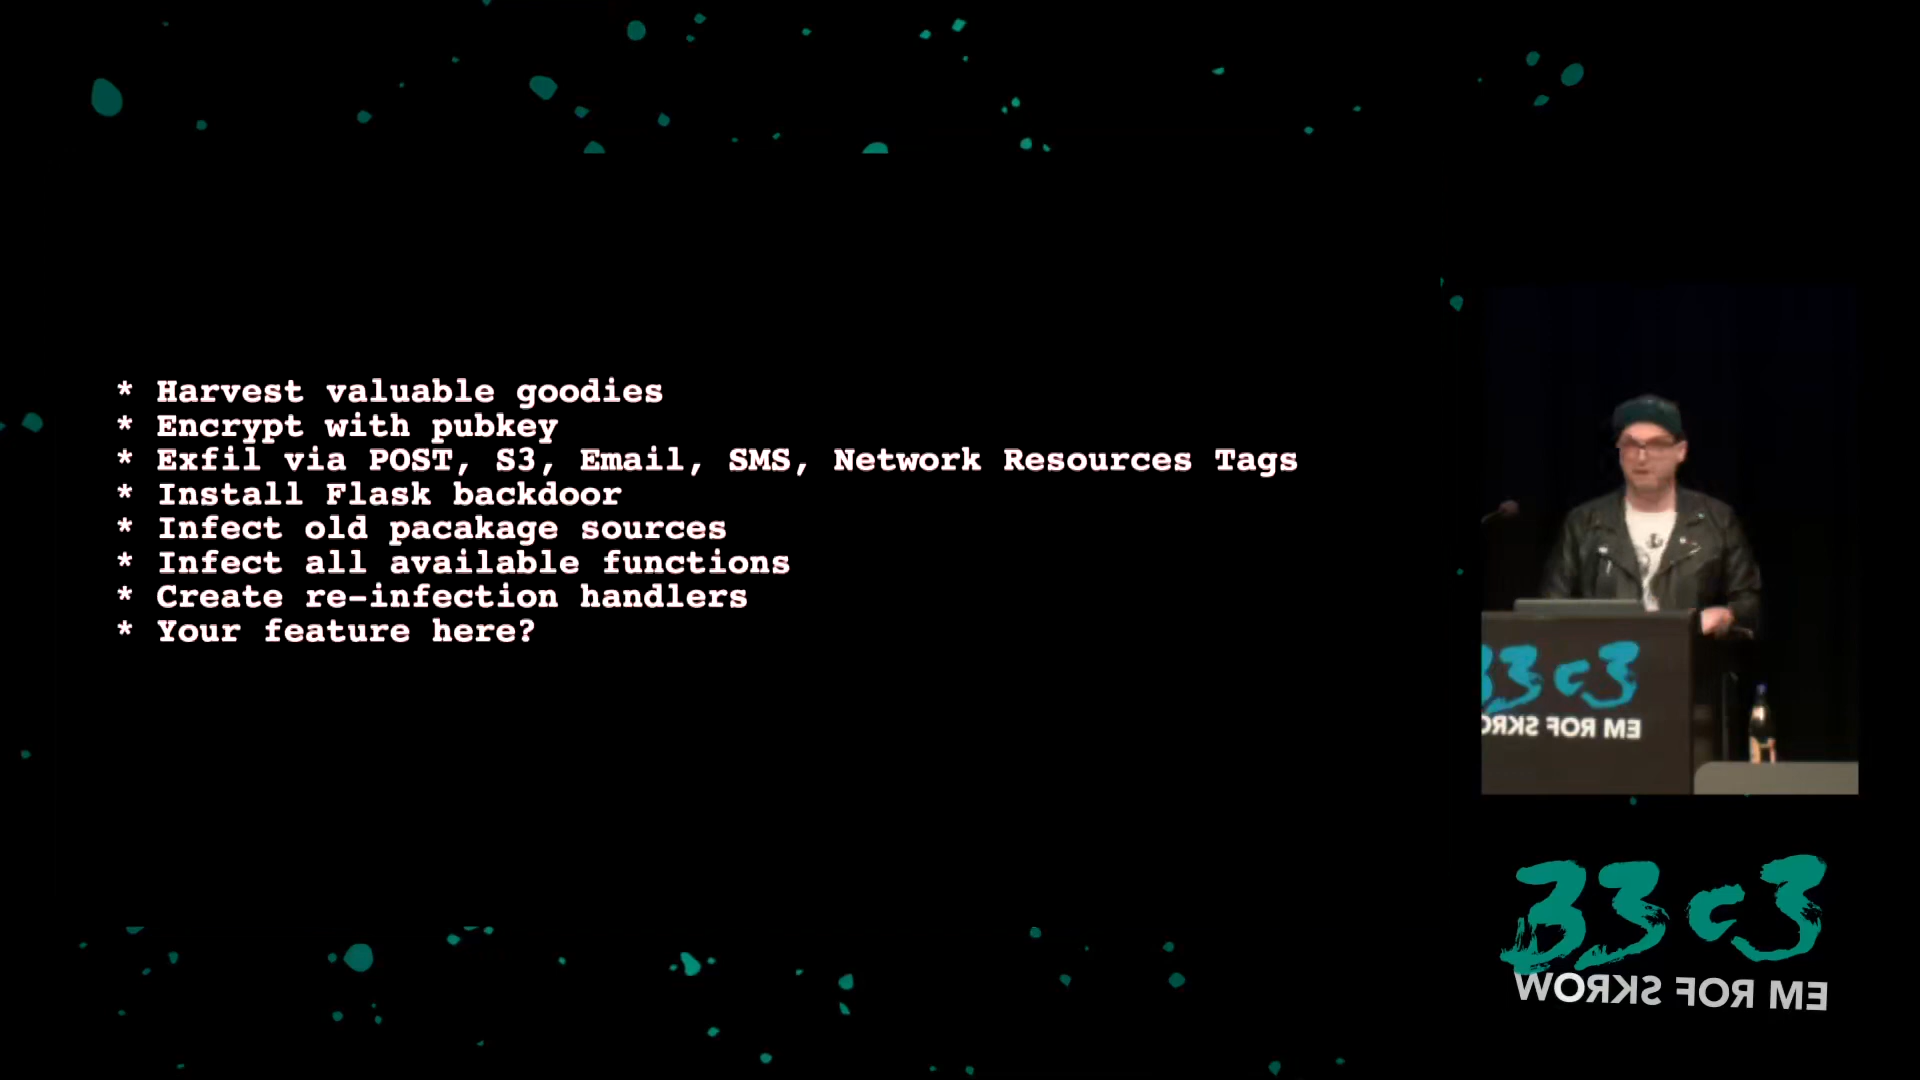 * Harvest valuable goodies
* Encrypt with pubkey
* Exfil via POST, S3, Email, SMS, Network Resources Tags
* Install Flask backdoor
* Infect old pacakage sources
* Infect all available functions
* Create re-infection handlers
* Your feature here?
33c3
SKROW ROF EM
33c3
WORKS FOR ME